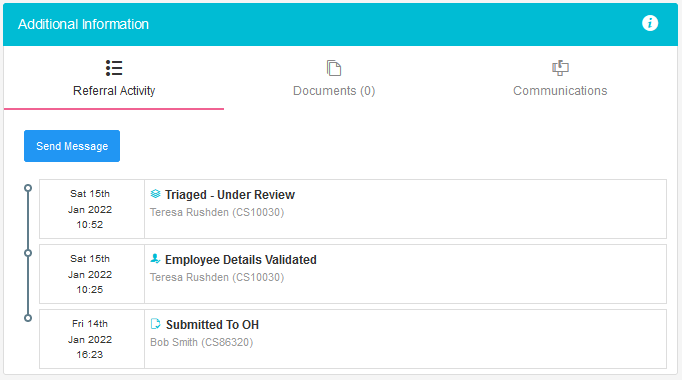 Additional Information
Referral Activity
Documents (0)
Communications
Send Message
Sat 15th
Jan 2022
10:52
Triaged - Under Review
Teresa Rushden (CS10030)
Sat 15th
Jan 2022
10:25
Employee Details Validated
Teresa Rushden (CS10030)
Fri 14th
Jan 2022
16:23
Submitted To OH
Bob Smith (CS86320)